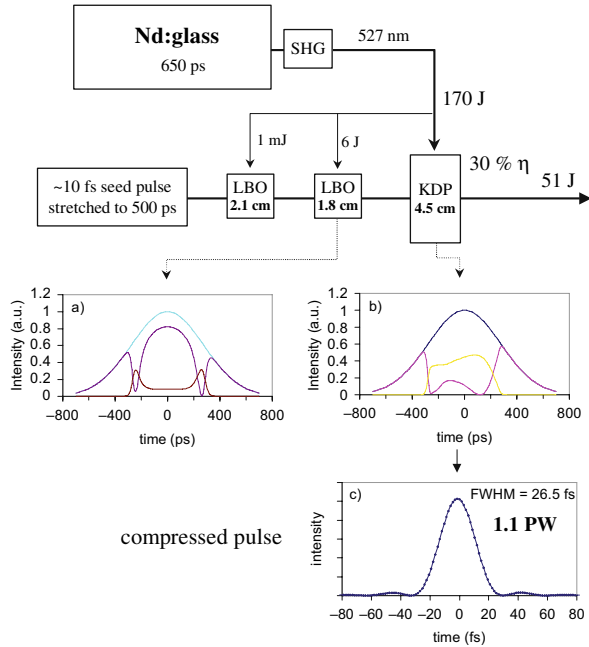 Nd:glass
650 ps
SHG
527 nm
170 J
1 mJ
6 J
~10 fs seed pulse
stretched to 500 ps
LBO
2.1 cm
LBO
1.8 cm
KDP
4.5 cm
30 % η
51 J
a)
Intensity (a.u.)
1.2
1
0.8
0.6
0.4
0.2
0
−800 −400 0 400 800
time (ps)
b)
Intensity (a.u.)
1.2
1
0.8
0.6
0.4
0.2
0
−800 −400 0 400 800
time (ps)
compressed pulse
c)
FWHM = 26.5 fs
1.1 PW
intensity
−80 −60 −40 −20 0 20 40 60 80
time (fs)